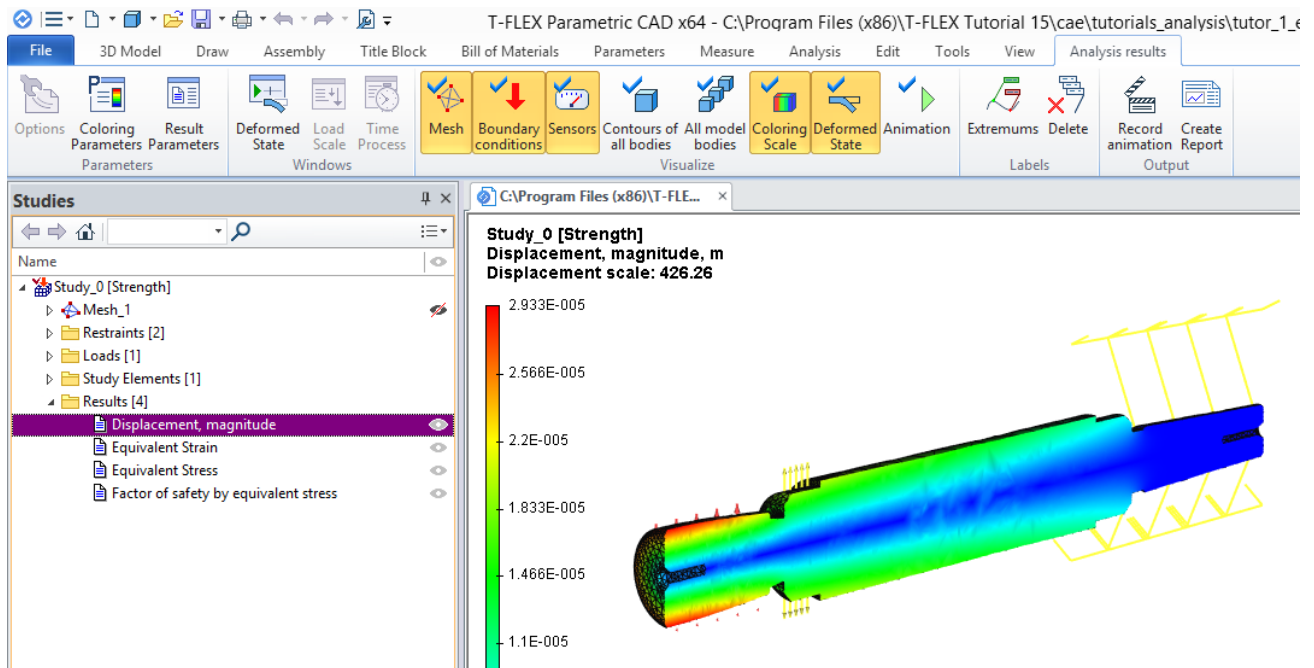 T-FLEX Parametric CAD x64 - C:\Program Files (x86)\T-FLEX Tutorial 15\cae\tutorials_analysis\tutor_1_e
File 3D Model Draw Assembly Title Block Bill of Materials Parameters Measure Analysis Edit Tools View Analysis results
Options Coloring Parameters Result Parameters Deformed State Load Scale Time Process Mesh Boundary conditions Sensors Contours of all bodies All model bodies Coloring Scale Deformed State Animation Extremums Delete Record animation Create Report
Parameters Windows Visualize Labels Output
Studies
C:\Program Files (x86)\T-FLE...
Name
Study_0 [Strength]
Mesh_1
Restraints [2]
Loads [1]
Study Elements [1]
Results [4]
Displacement, magnitude
Equivalent Strain
Equivalent Stress
Factor of safety by equivalent stress
Study_0 [Strength]
Displacement, magnitude, m
Displacement scale: 426.26
2.933E-005
2.566E-005
2.2E-005
1.833E-005
1.466E-005
1.1E-005